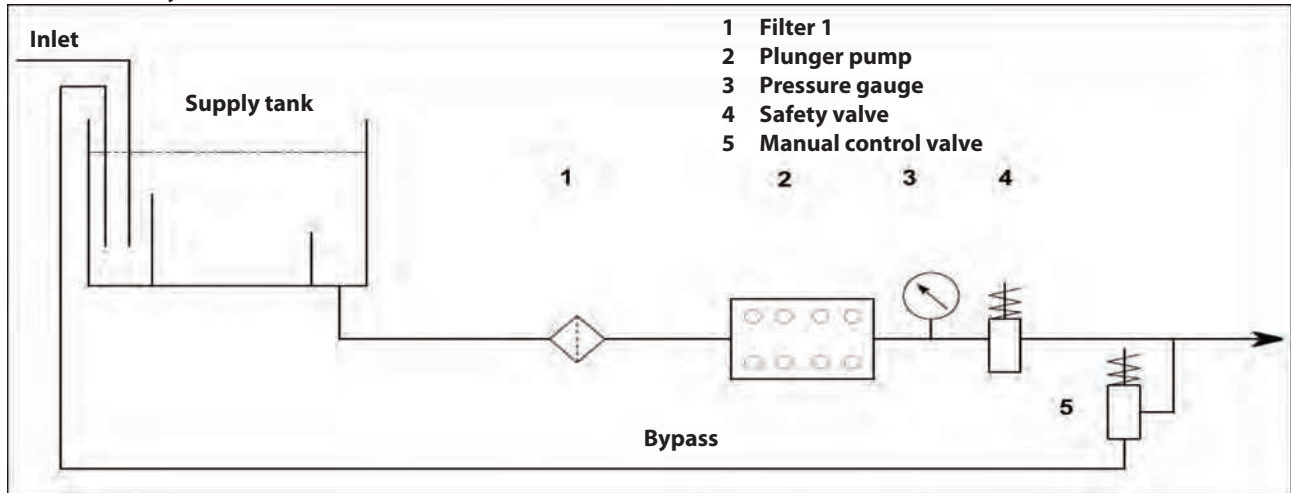 Inlet
Supply tank
1 Filter 1
2 Plunger pump
3 Pressure gauge
4 Safety valve
5 Manual control valve
1 2 3 4
5
Bypass